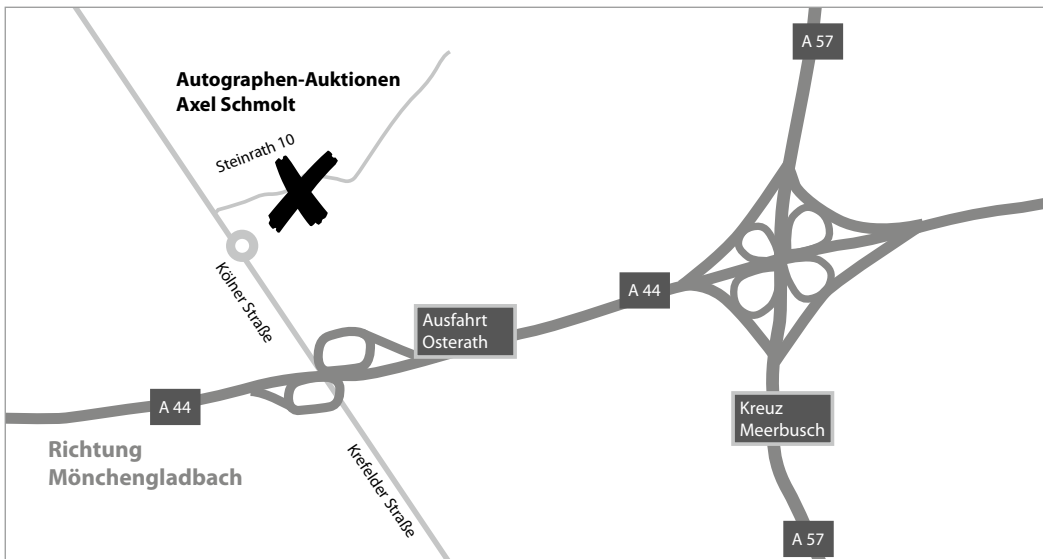 A 57
Autographen-Auktionen
Axel Schmolt
Steinrath 10
Kölner Straße
A 44
Ausfahrt
Osterath
A 44
Kreuz
Meerbusch
Richtung
Mönchengladbach
Krefelder Straße
A 57